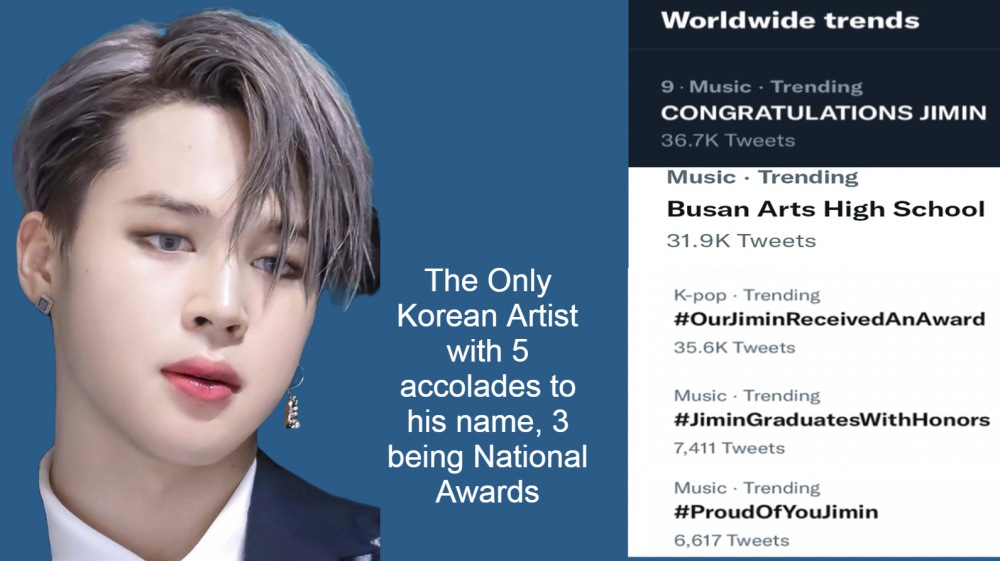 The Only
Korean Artist
with 5
accolades to
his name, 3
being National
Awards
Worldwide trends
9 · Music · Trending
CONGRATULATIONS JIMIN
36.7K Tweets
Music · Trending
Busan Arts High School
31.9K Tweets
K-pop · Trending
#OurJiminReceivedAnAward
35.6K Tweets
Music · Trending
#JiminGraduatesWithHonors
7,411 Tweets
Music · Trending
#ProudOfYouJimin
6,617 Tweets